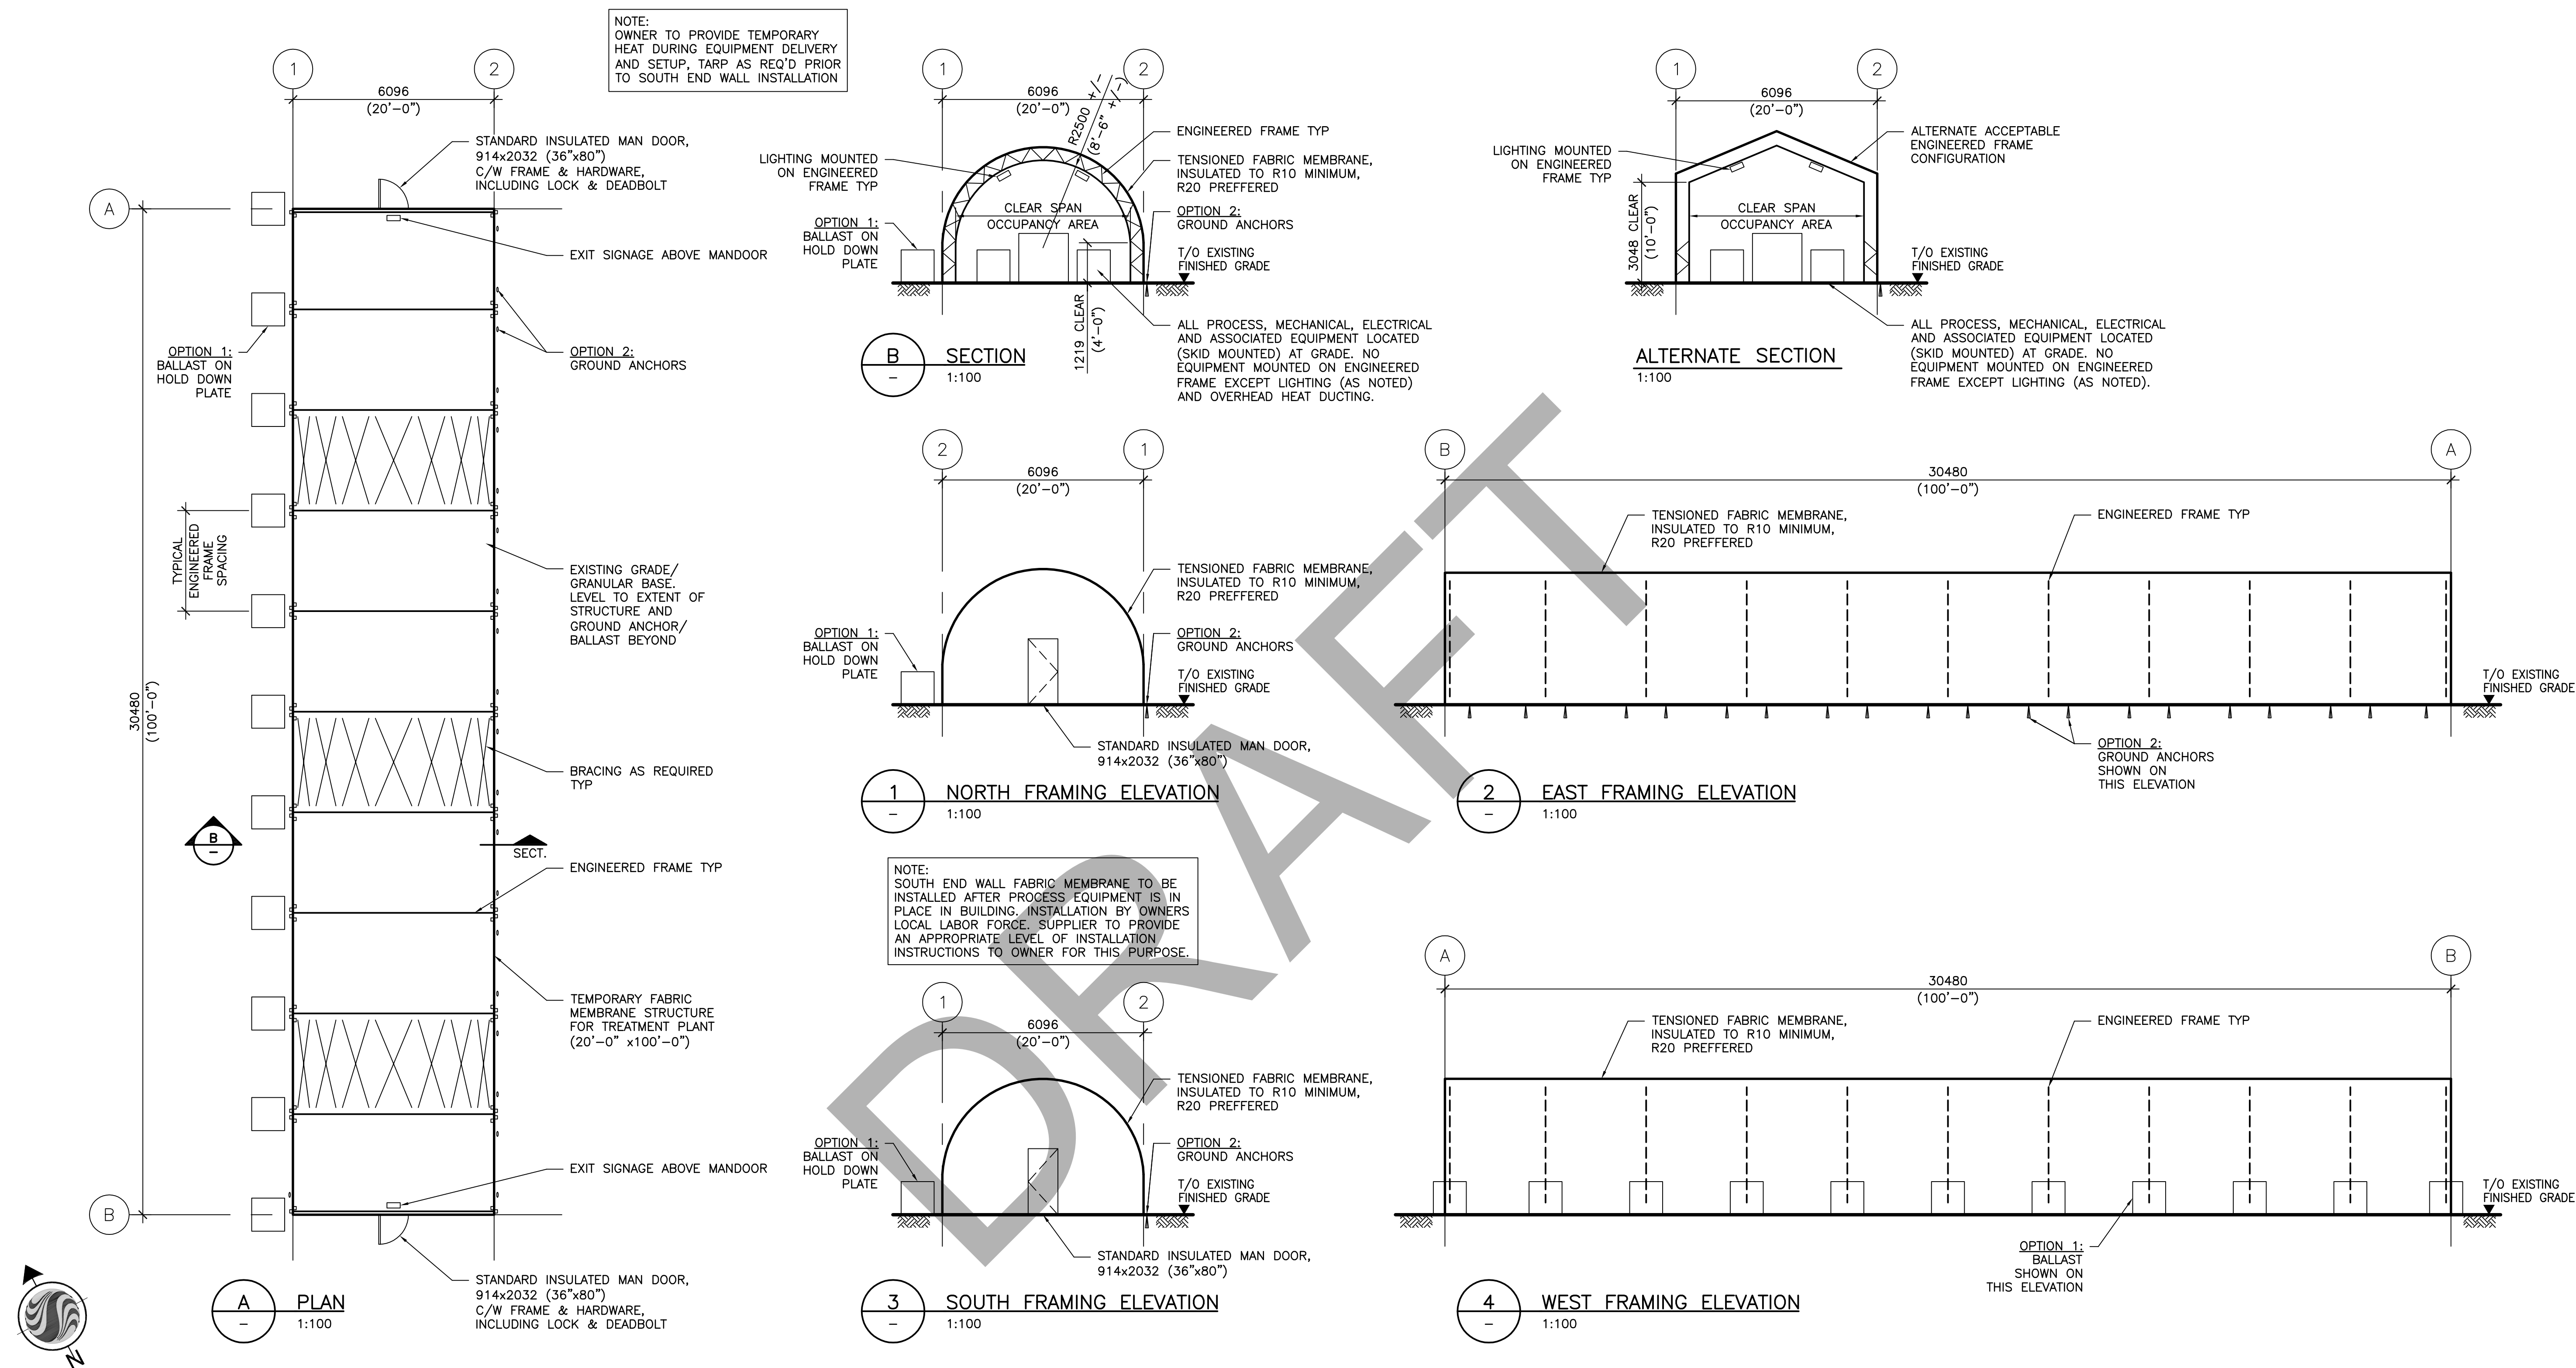 NOTE:
OWNER TO PROVIDE TEMPORARY
HEAT DURING EQUIPMENT DELIVERY
AND SETUP, TARP AS REQ'D PRIOR
TO SOUTH END WALL INSTALLATION
1
2
6096
(20'-0")
STANDARD INSULATED MAN DOOR,
914x2032 (36"x80")
C/W FRAME & HARDWARE,
INCLUDING LOCK & DEADBOLT
A
EXIT SIGNAGE ABOVE MANDOOR
OPTION 1:
BALLAST ON
HOLD DOWN
PLATE
OPTION 2:
GROUND ANCHORS
TYPICAL
ENGINEERED
FRAME
SPACING
EXISTING GRADE/
GRANULAR BASE.
LEVEL TO EXTENT OF
STRUCTURE AND
GROUND ANCHOR/
BALLAST BEYOND
30480
(100'-0")
BRACING AS REQUIRED
TYP
B
-
SECT.
ENGINEERED FRAME TYP
TEMPORARY FABRIC
MEMBRANE STRUCTURE
FOR TREATMENT PLANT
(20'-0" x100'-0")
EXIT SIGNAGE ABOVE MANDOOR
B
STANDARD INSULATED MAN DOOR,
914x2032 (36"x80")
C/W FRAME & HARDWARE,
INCLUDING LOCK & DEADBOLT
N
A
-
PLAN
1:100
1
2
6096
(20'-0")
R2500 +/-
(8'-6" +/-)
ENGINEERED FRAME TYP
LIGHTING MOUNTED
ON ENGINEERED
FRAME TYP
TENSIONED FABRIC MEMBRANE,
INSULATED TO R10 MINIMUM,
R20 PREFFERED
CLEAR SPAN
OCCUPANCY AREA
OPTION 1:
BALLAST ON
HOLD DOWN
PLATE
OPTION 2:
GROUND ANCHORS
T/O EXISTING
FINISHED GRADE
1219 CLEAR
(4'-0")
ALL PROCESS, MECHANICAL, ELECTRICAL
AND ASSOCIATED EQUIPMENT LOCATED
(SKID MOUNTED) AT GRADE. NO
EQUIPMENT MOUNTED ON ENGINEERED
FRAME EXCEPT LIGHTING (AS NOTED)
AND OVERHEAD HEAT DUCTING.
B
-
SECTION
1:100
1
2
6096
(20'-0")
ALTERNATE ACCEPTABLE
ENGINEERED FRAME
CONFIGURATION
LIGHTING MOUNTED
ON ENGINEERED
FRAME TYP
3048 CLEAR
(10'-0")
CLEAR SPAN
OCCUPANCY AREA
T/O EXISTING
FINISHED GRADE
ALL PROCESS, MECHANICAL, ELECTRICAL
AND ASSOCIATED EQUIPMENT LOCATED
(SKID MOUNTED) AT GRADE. NO
EQUIPMENT MOUNTED ON ENGINEERED
FRAME EXCEPT LIGHTING (AS NOTED).
ALTERNATE SECTION
1:100
2
1
6096
(20'-0")
TENSIONED FABRIC MEMBRANE,
INSULATED TO R10 MINIMUM,
R20 PREFFERED
OPTION 1:
BALLAST ON
HOLD DOWN
PLATE
OPTION 2:
GROUND ANCHORS
T/O EXISTING
FINISHED GRADE
STANDARD INSULATED MAN DOOR,
914x2032 (36"x80")
1
-
NORTH FRAMING ELEVATION
1:100
B
A
30480
(100'-0")
TENSIONED FABRIC MEMBRANE,
INSULATED TO R10 MINIMUM,
R20 PREFFERED
ENGINEERED FRAME TYP
T/O EXISTING
FINISHED GRADE
OPTION 2:
GROUND ANCHORS
SHOWN ON
THIS ELEVATION
2
-
EAST FRAMING ELEVATION
1:100
NOTE:
SOUTH END WALL FABRIC MEMBRANE TO BE
INSTALLED AFTER PROCESS EQUIPMENT IS IN
PLACE IN BUILDING. INSTALLATION BY OWNERS
LOCAL LABOR FORCE. SUPPLIER TO PROVIDE
AN APPROPRIATE LEVEL OF INSTALLATION
INSTRUCTIONS TO OWNER FOR THIS PURPOSE.
1
2
6096
(20'-0")
TENSIONED FABRIC MEMBRANE,
INSULATED TO R10 MINIMUM,
R20 PREFFERED
OPTION 1:
BALLAST ON
HOLD DOWN
PLATE
OPTION 2:
GROUND ANCHORS
T/O EXISTING
FINISHED GRADE
STANDARD INSULATED MAN DOOR,
914x2032 (36"x80")
3
-
SOUTH FRAMING ELEVATION
1:100
A
B
30480
(100'-0")
TENSIONED FABRIC MEMBRANE,
INSULATED TO R10 MINIMUM,
R20 PREFFERED
ENGINEERED FRAME TYP
T/O EXISTING
FINISHED GRADE
OPTION 1:
BALLAST
SHOWN ON
THIS ELEVATION
4
-
WEST FRAMING ELEVATION
1:100
DRAFT